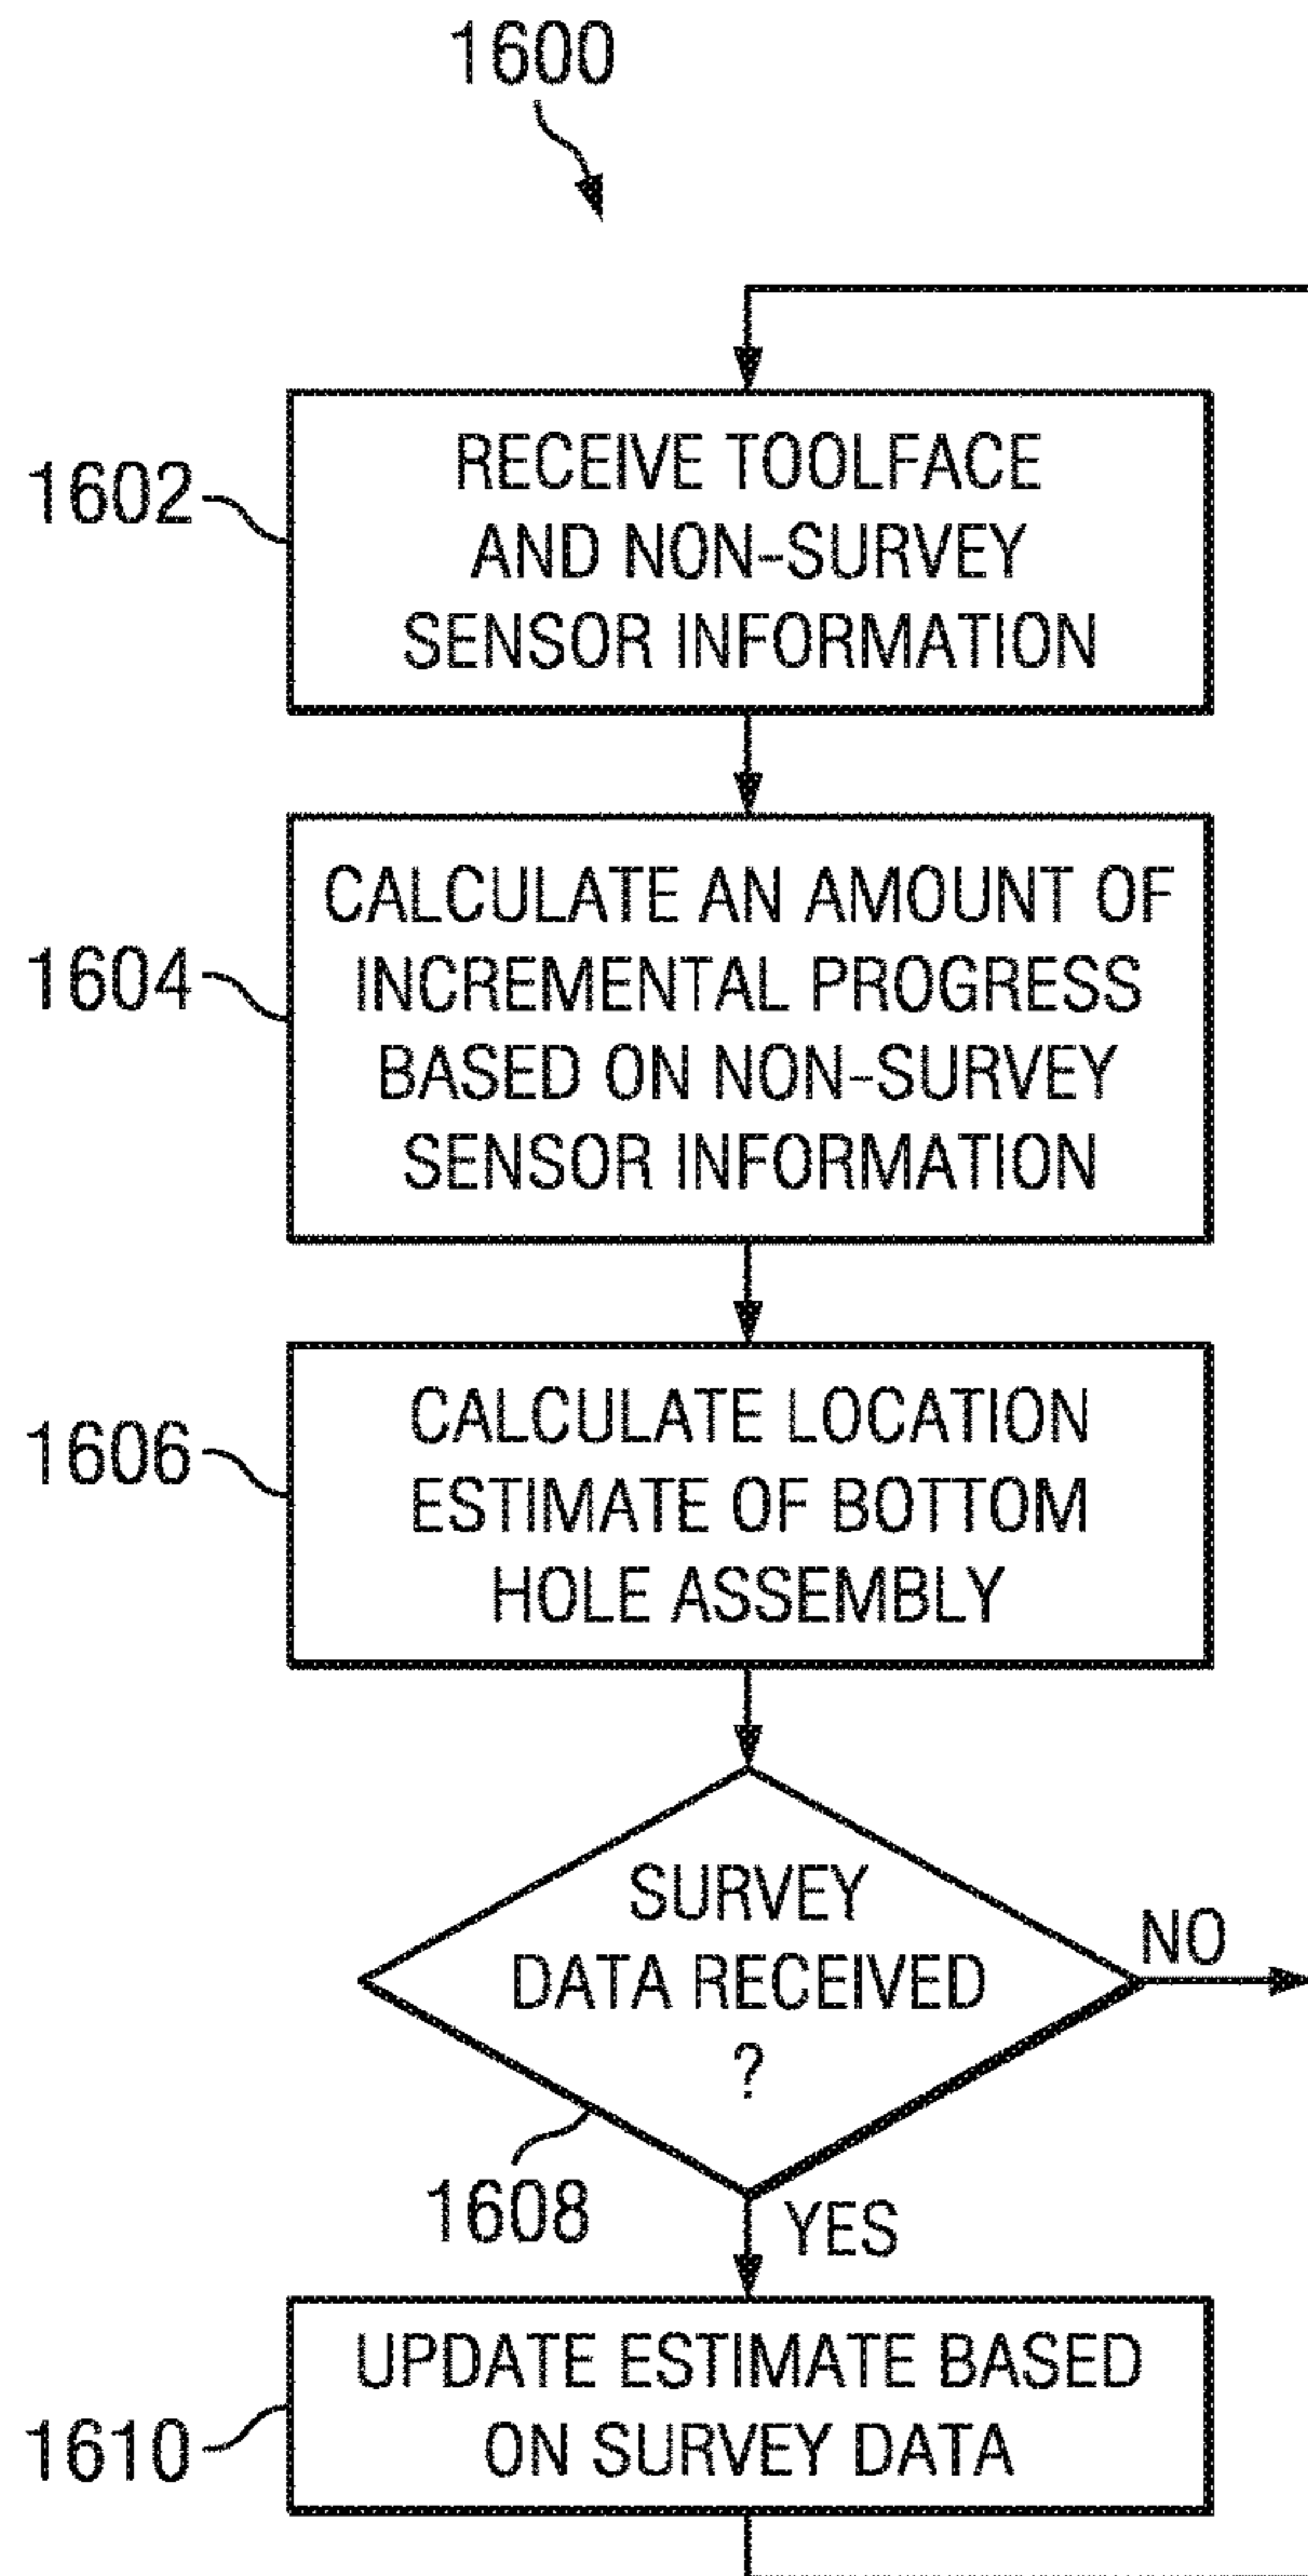 1600
1602
RECEIVE TOOLFACE
AND NON-SURVEY
SENSOR INFORMATION
1604
CALCULATE AN AMOUNT OF
INCREMENTAL PROGRESS
BASED ON NON-SURVEY
SENSOR INFORMATION
1606
CALCULATE LOCATION
ESTIMATE OF BOTTOM
HOLE ASSEMBLY
SURVEY
DATA RECEIVED
?
NO
1608
YES
1610
UPDATE ESTIMATE BASED
ON SURVEY DATA